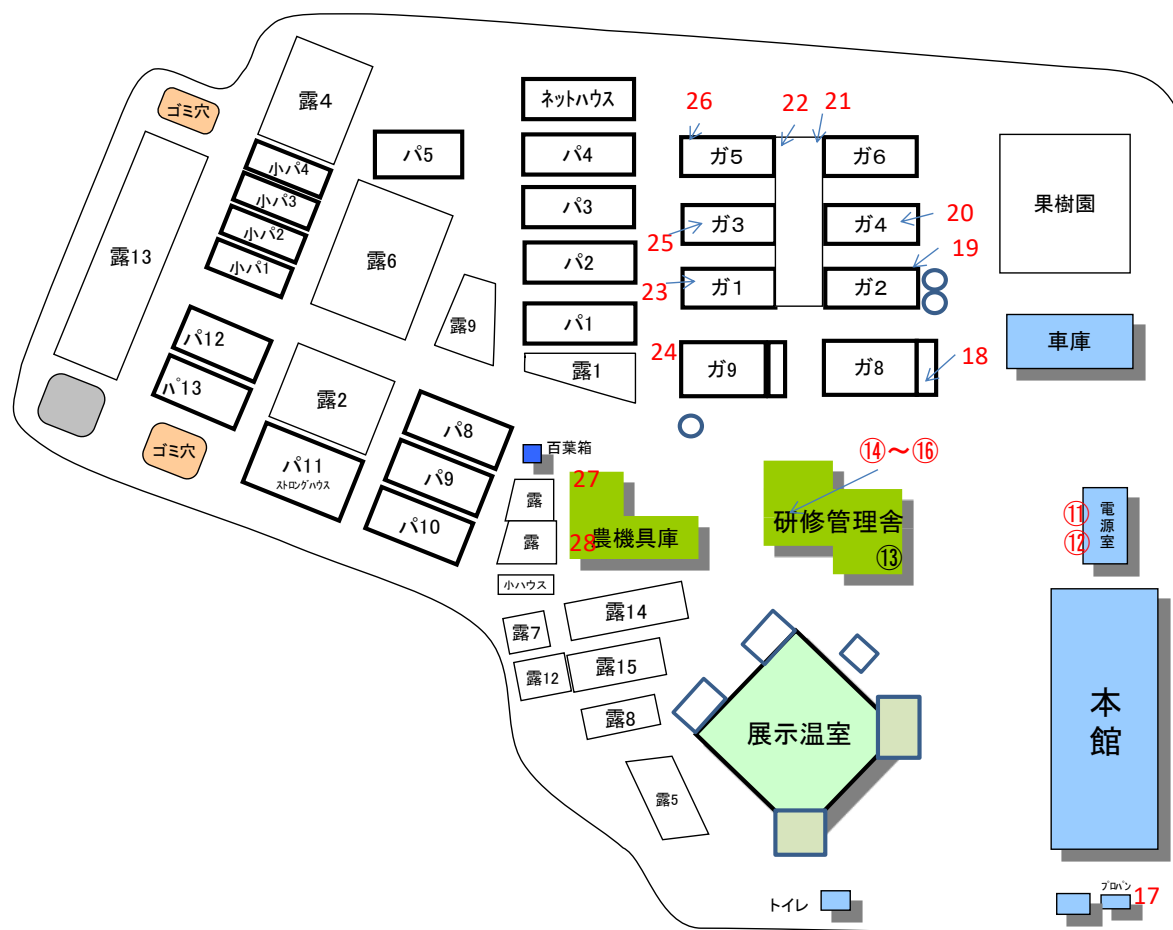 露4
ゴミ穴
小パ4
小パ3
小パ2
小パ1
露13
パ5
露6
露9
パ12
パ13
露2
パ11
ストロングハウス
ゴミ穴
パ8
パ9
パ10
ネットハウス
パ4
パ3
パ2
パ1
露1
26
22
21
ガ5
ガ6
25
ガ3
ガ4
20
19
23
ガ1
ガ2
24
ガ9
ガ8
18
果樹園
車庫
百葉箱
27
露
28
露
農機具庫
小ハウス
⑭～⑯
研修管理舎
⑬
⑪
⑫
電源室
露7
露14
露12
露15
露8
露5
展示温室
本館
トイレ
プロパン
17